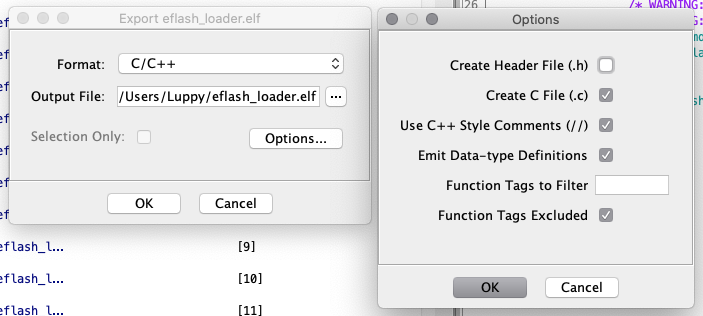 Export eflash_loader.elf
Format: C/C++
Output File: /Users/Luppy/eflash_loader.elf ...
Selection Only: Options...
OK Cancel
eflash_l... [9]
eflash_l... [10]
eflash_l... [11]
26 /* WARNING:
Options
Create Header File (.h)
Create C File (.c)
Use C++ Style Comments (//)
Emit Data-type Definitions
Function Tags to Filter
Function Tags Excluded
OK Cancel